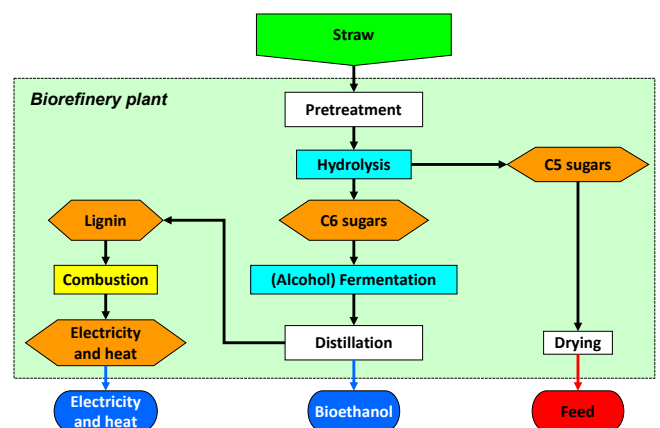 Straw
Biorefinery plant
Pretreatment
Hydrolysis
C5 sugars
Lignin
C6 sugars
Combustion
(Alcohol) Fermentation
Electricity
and heat
Distillation
Drying
Electricity
and heat
Bioethanol
Feed